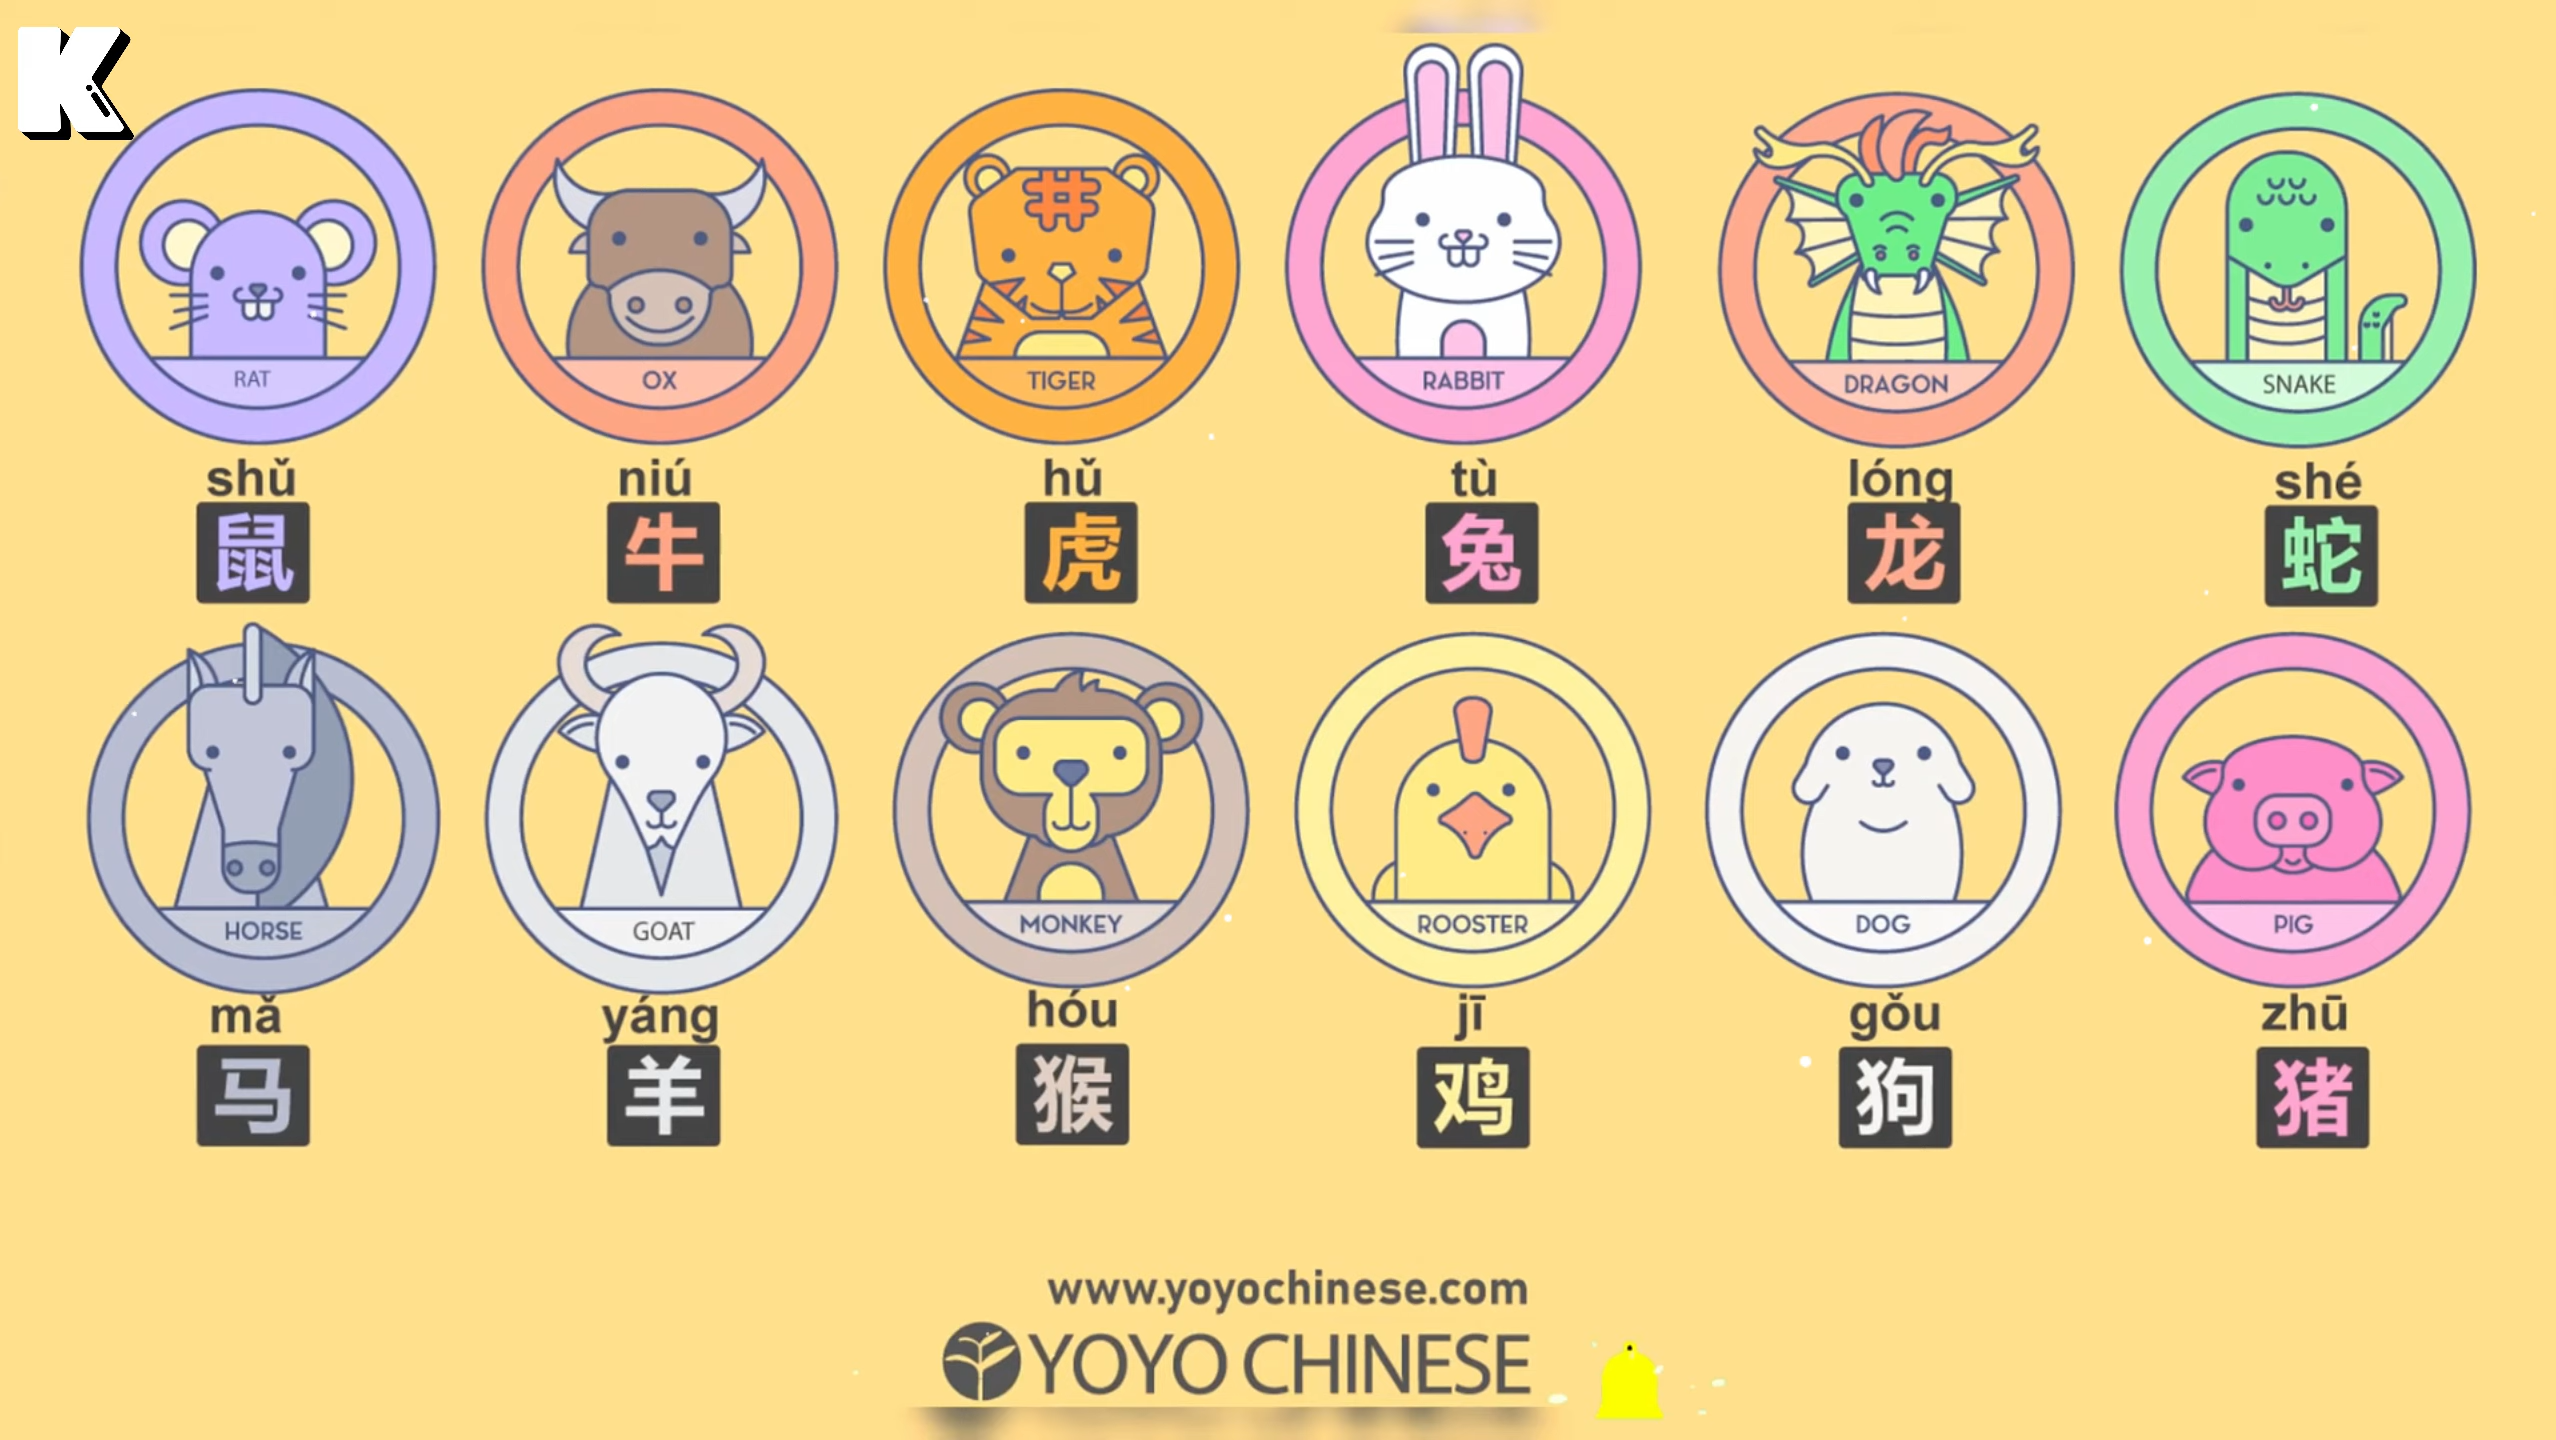 K
RAT
OX
TIGER
RABBIT
DRAGON
SNAKE
shǔ
niú
hǔ
tù
lóng
shé
鼠
牛
虎
兔
龙
蛇
HORSE
GOAT
MONKEY
ROOSTER
DOG
PIG
mǎ
yáng
hóu
jī
gǒu
zhū
马
羊
猴
鸡
狗
猪
www.yoyochinese.com
YOYO CHINESE